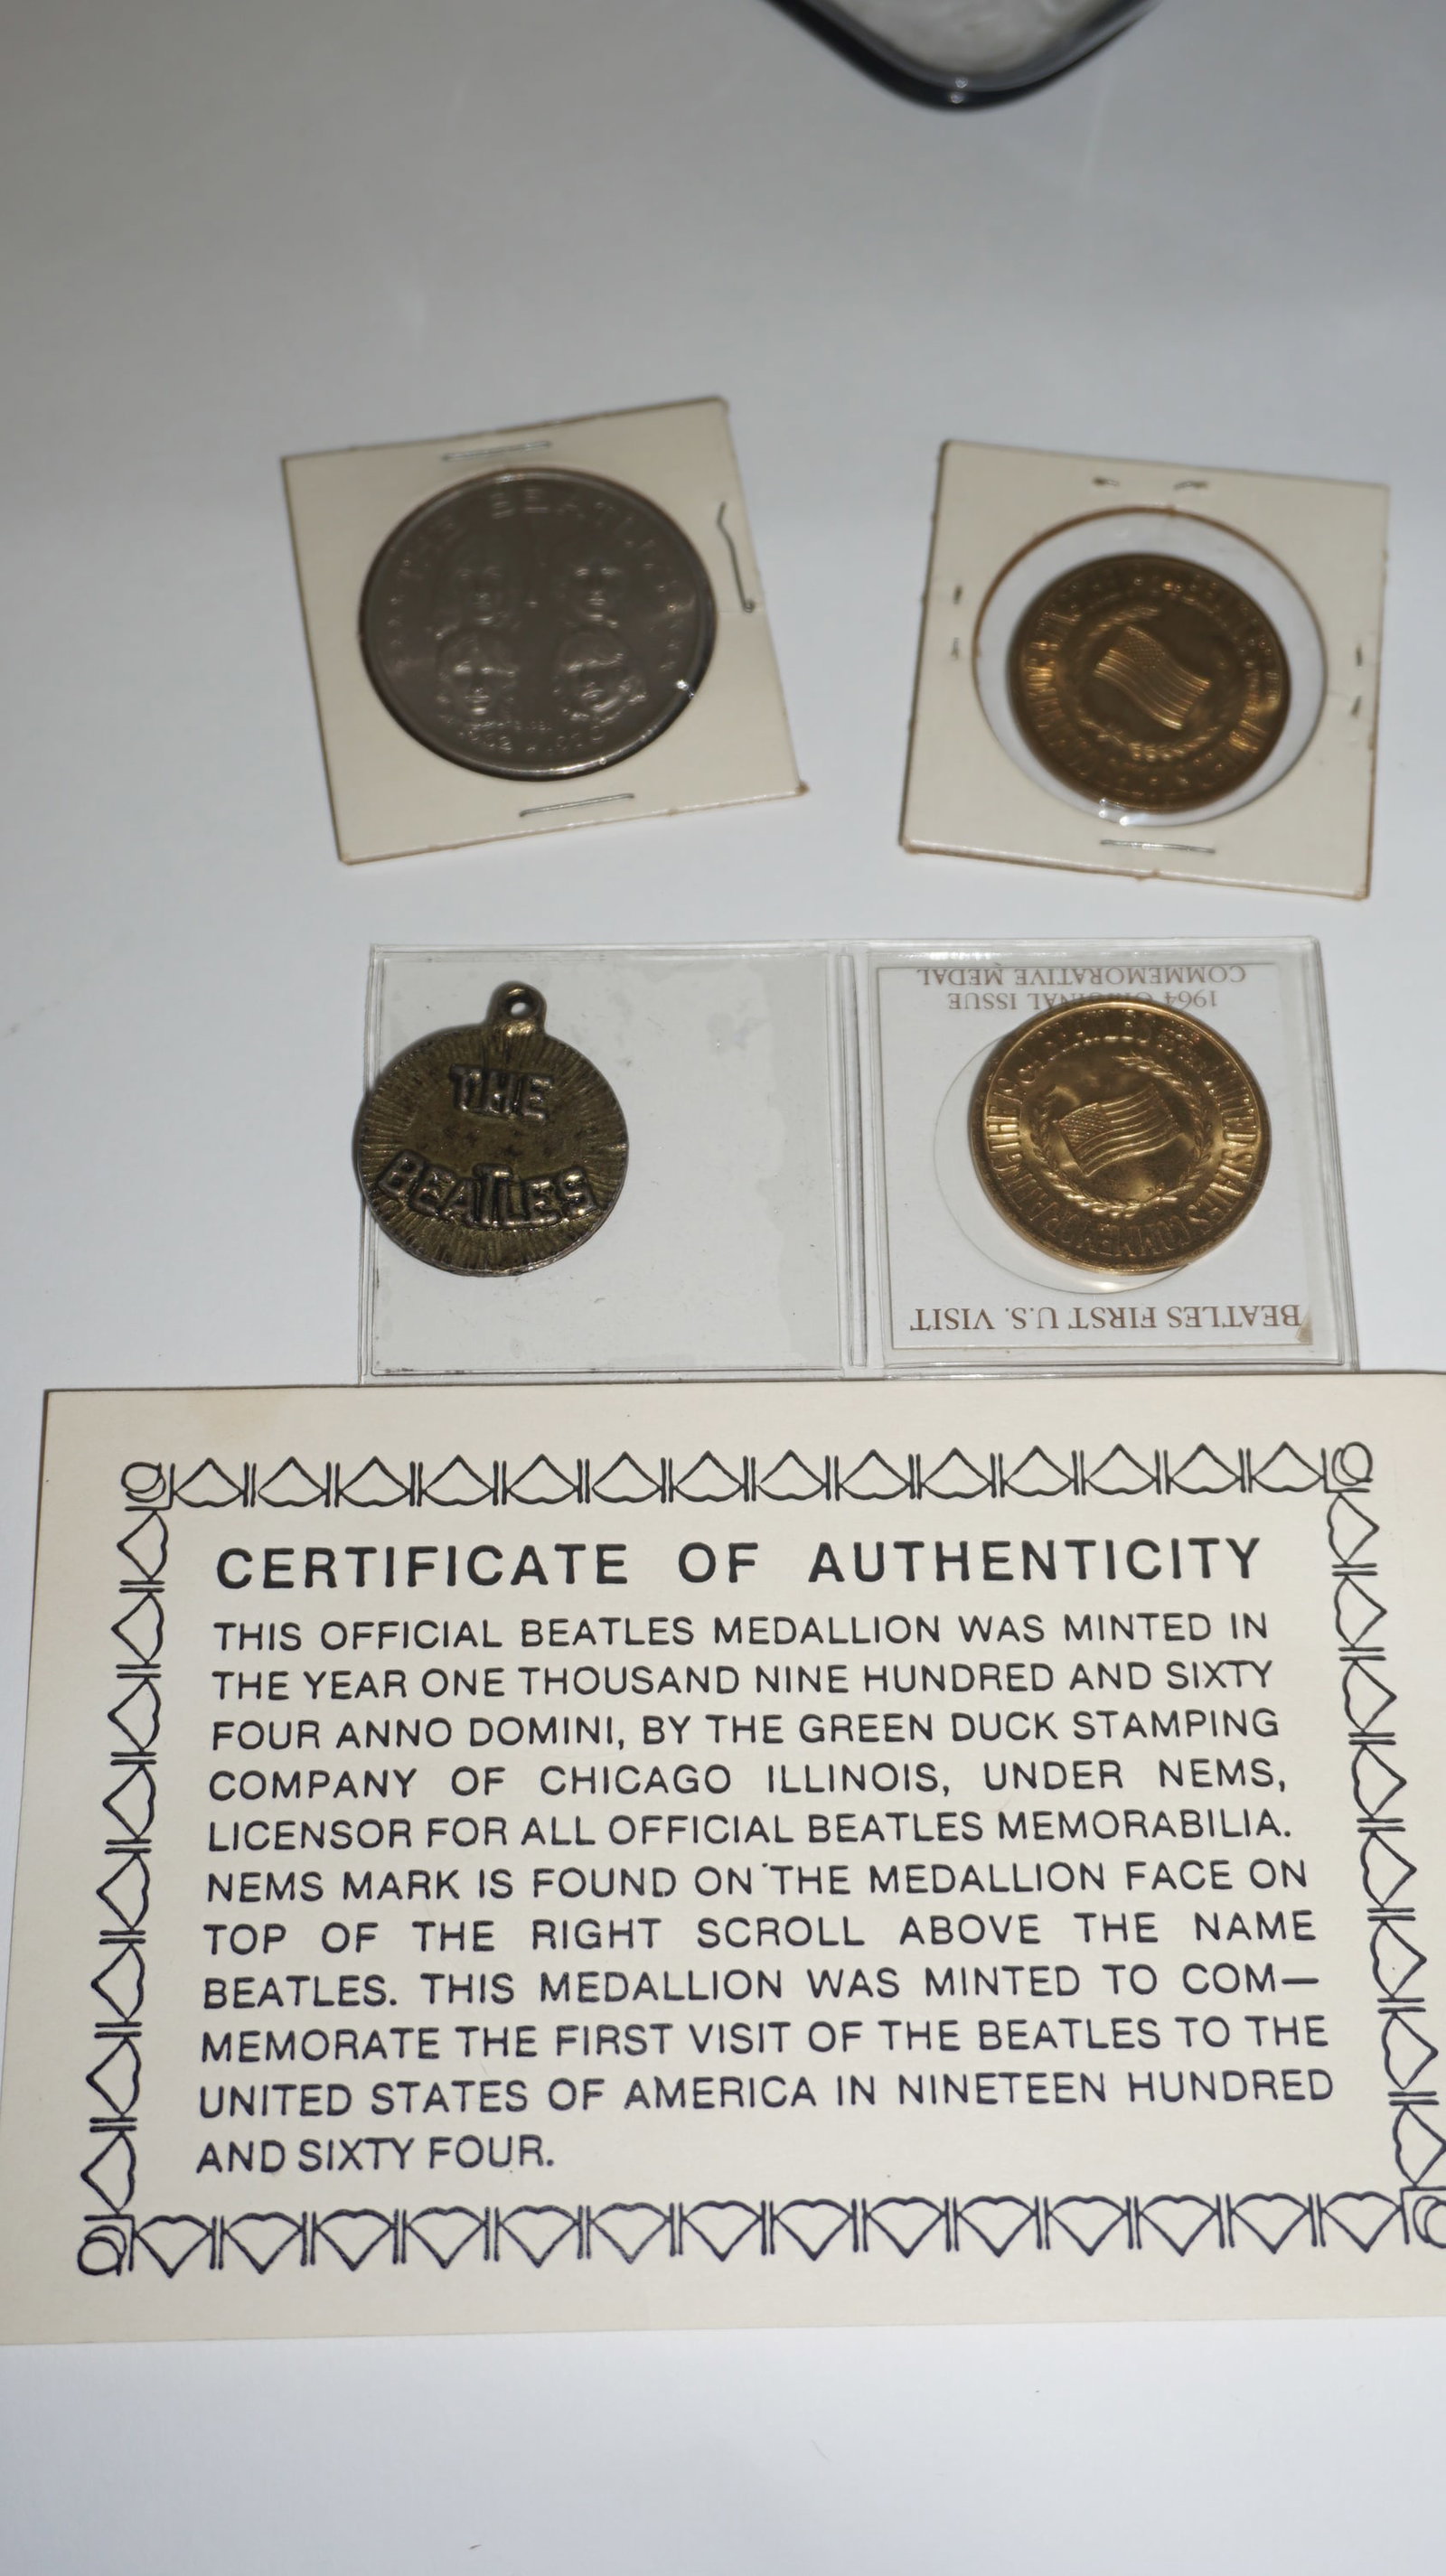 THE BEATLES
THE
BEATLES
1964 ORIGINAL ISSUE
COMMEMORATIVE MEDAL
BEATLES FIRST U.S. VISIT
CERTIFICATE OF AUTHENTICITY
THIS OFFICIAL BEATLES MEDALLION WAS MINTED IN
THE YEAR ONE THOUSAND NINE HUNDRED AND SIXTY
FOUR ANNO DOMINI, BY THE GREEN DUCK STAMPING
COMPANY OF CHICAGO ILLINOIS, UNDER NEMS,
LICENSOR FOR ALL OFFICIAL BEATLES MEMORABILIA.
NEMS MARK IS FOUND ON THE MEDALLION FACE ON
TOP OF THE RIGHT SCROLL ABOVE THE NAME
BEATLES. THIS MEDALLION WAS MINTED TO COM—
MEMORATE THE FIRST VISIT OF THE BEATLES TO THE
UNITED STATES OF AMERICA IN NINETEEN HUNDRED
AND SIXTY FOUR.